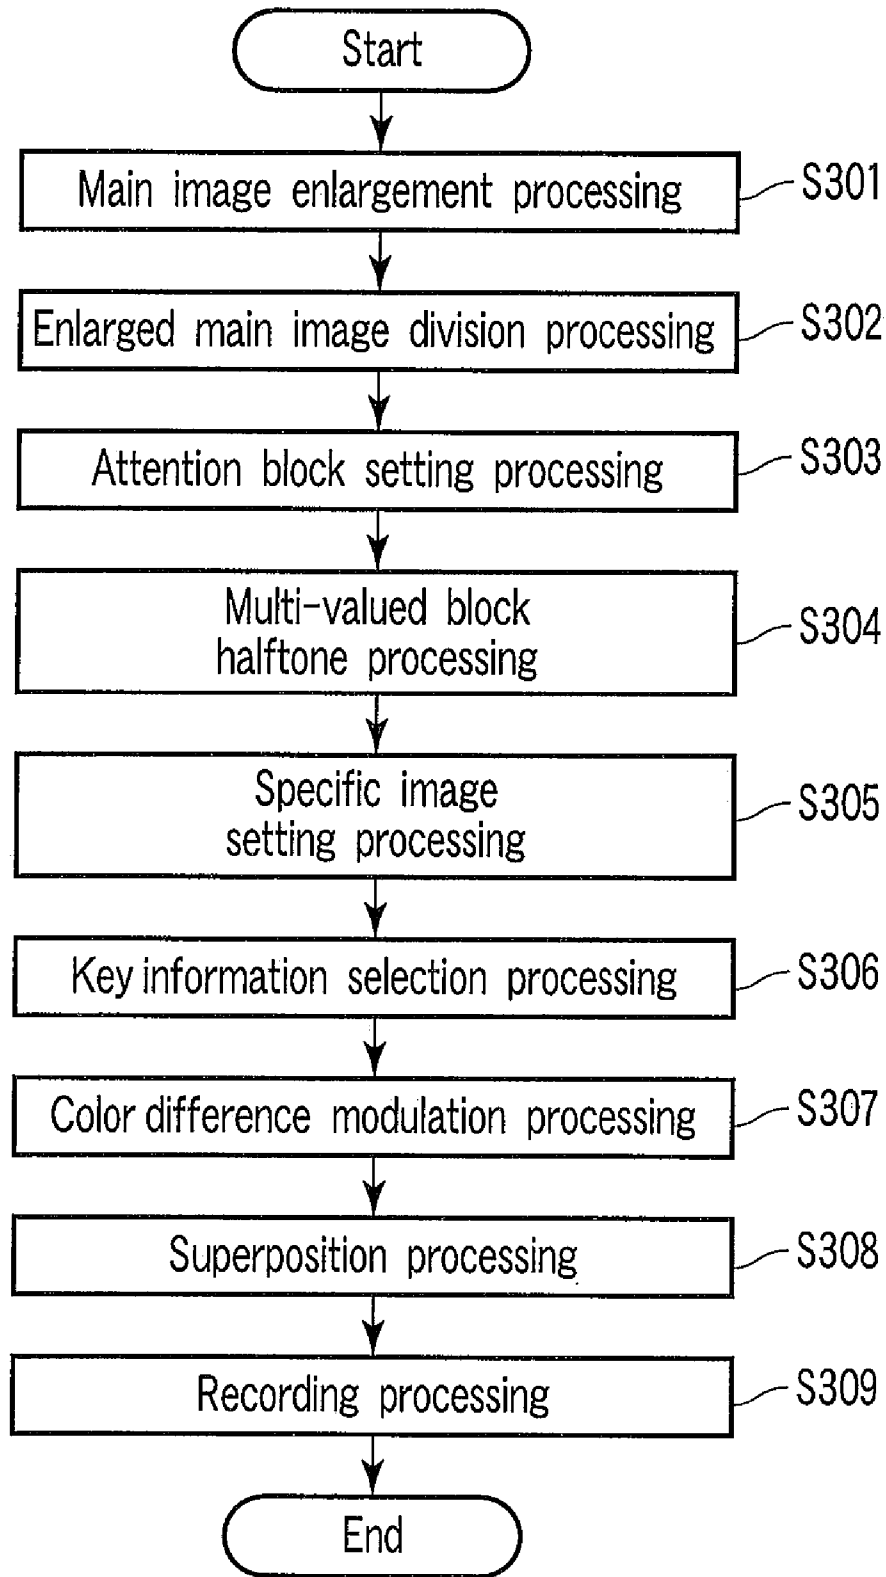 Start
Main image enlargement processing
S301
Enlarged main image division processing
S302
Attention block setting processing
S303
Multi-valued block
halftone processing
S304
Specific image
setting processing
S305
Key information selection processing
S306
Color difference modulation processing
S307
Superposition processing
S308
Recording processing
S309
End